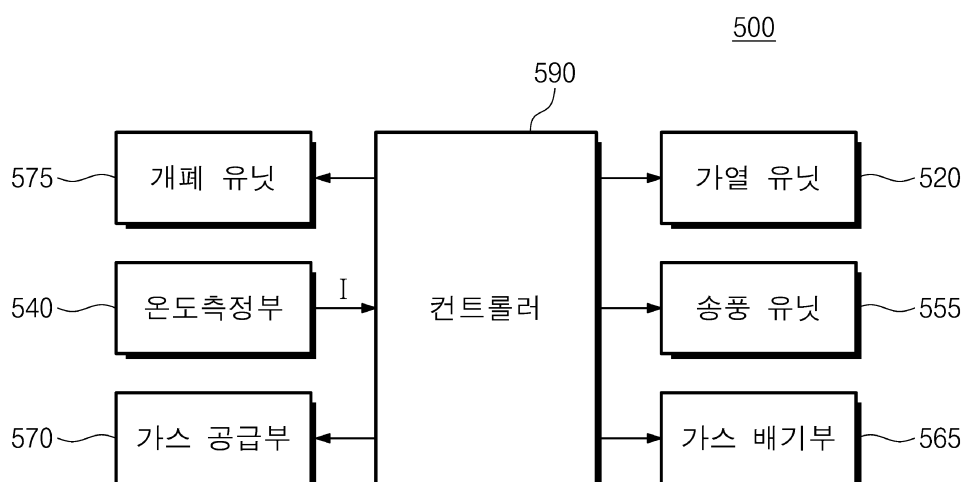 500
590
575 개폐 유닛 가열 유닛 520
540 온도측정부 I 컨트롤러 송풍 유닛 555
570 가스 공급부 가스 배기부 565